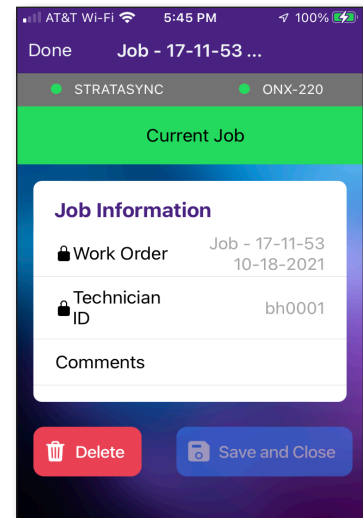 AT&T Wi-Fi 5:45 PM 100%
Done Job - 17-11-53 ...
STRATASYNC ONX-220
Current Job
Job Information
Work Order Job - 17-11-53
10-18-2021
Technician
ID bh0001
Comments
Delete Save and Close